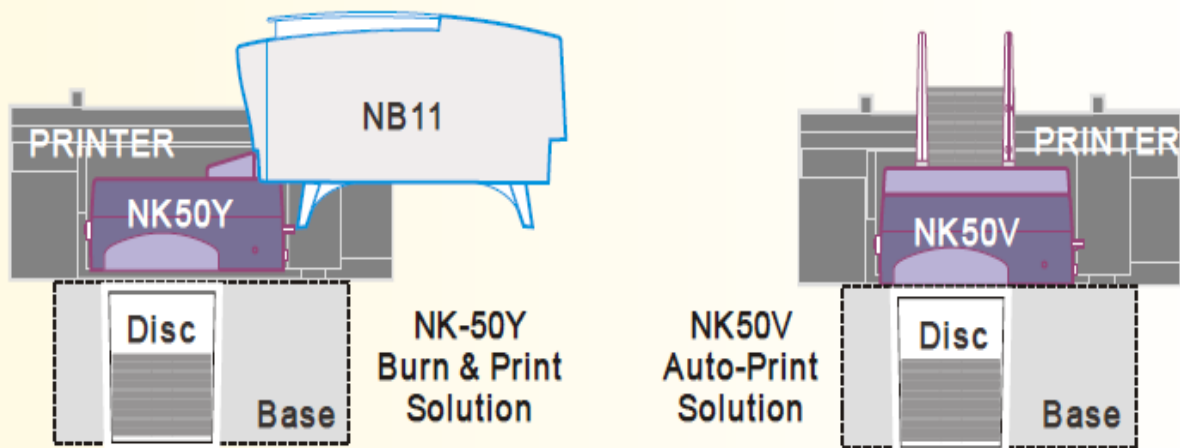 NB11
PRINTER
NK50Y
Disc
Base
NK-50Y
Burn & Print
Solution
PRINTER
NK50V
NK50V
Auto-Print
Solution
Disc
Base